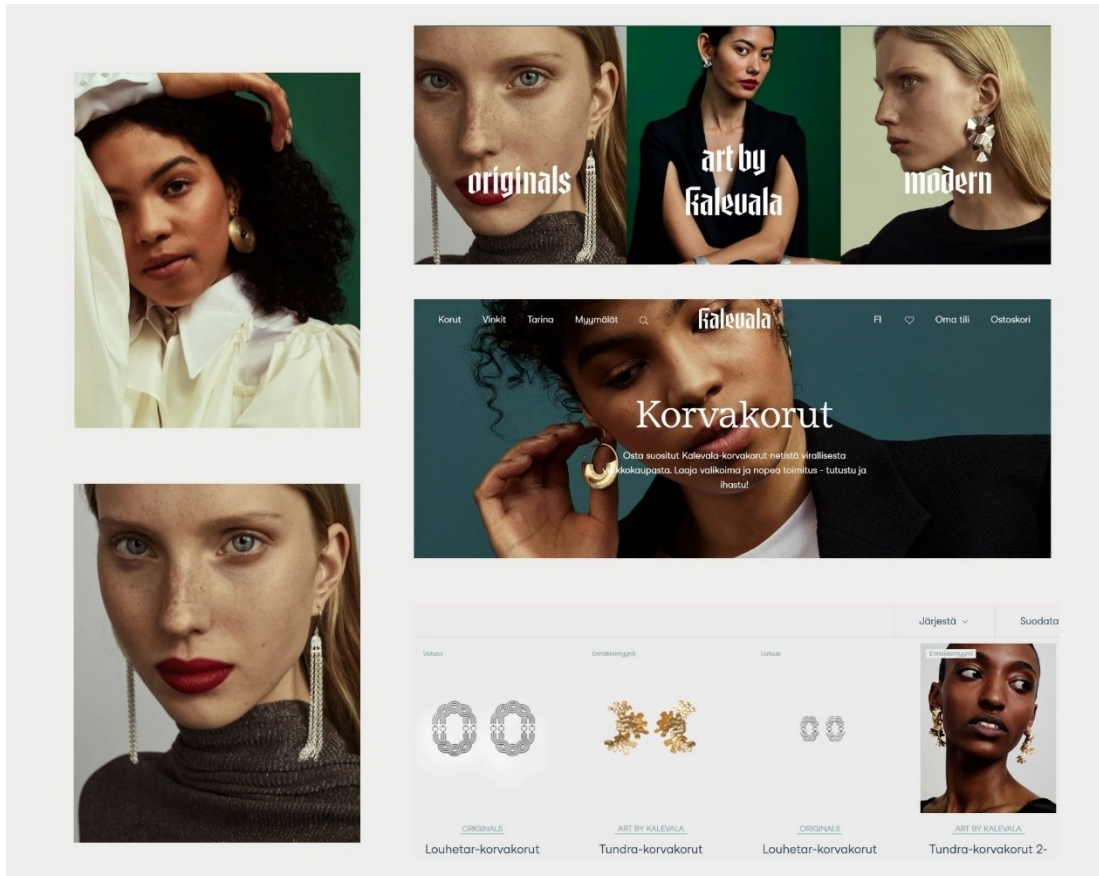 originals
art by
Kalevala
modern
Korut Vinkit Tarina Myymälät
Kalevala
FI Oma tili Ostoskori
Korvakorut
Osta suositut Kalevala-korvakorut netistä virallisesta
verkkokaupasta. Laaja valikoima ja nopea toimitus - tutustu ja
ihastu!
Järjestä Suodata
Uutuus Ennakkomyynti Uutuus Ennakkomyynti
ORIGINALS ART BY KALEVALA ORIGINALS ART BY KALEVALA
Louhetar-korvakorut Tundra-korvakorut Louhetar-korvakorut Tundra-korvakorut 2-